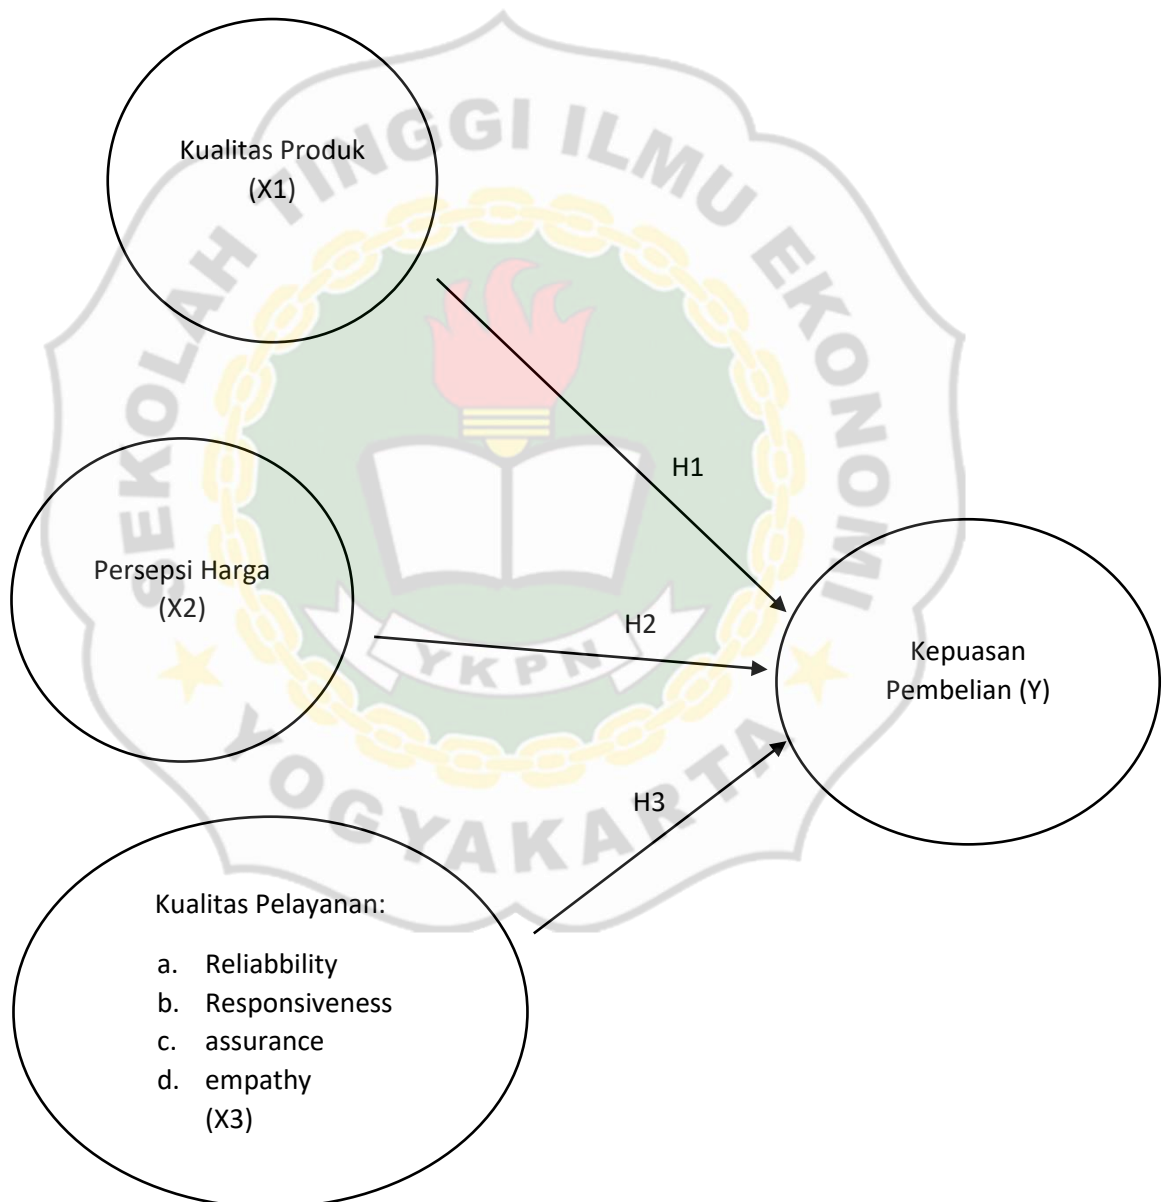 Kualitas Produk
(X1)
H1
Persepsi Harga
(X2)
H2
Kepuasan
Pembelian (Y)
H3
Kualitas Pelayanan:
a. Reliabbility
b. Responsiveness
c. assurance
d. empathy
(X3)
SEKOLAH TINGGI ILMU EKONOMI
YKPN
YOGYAKARTA